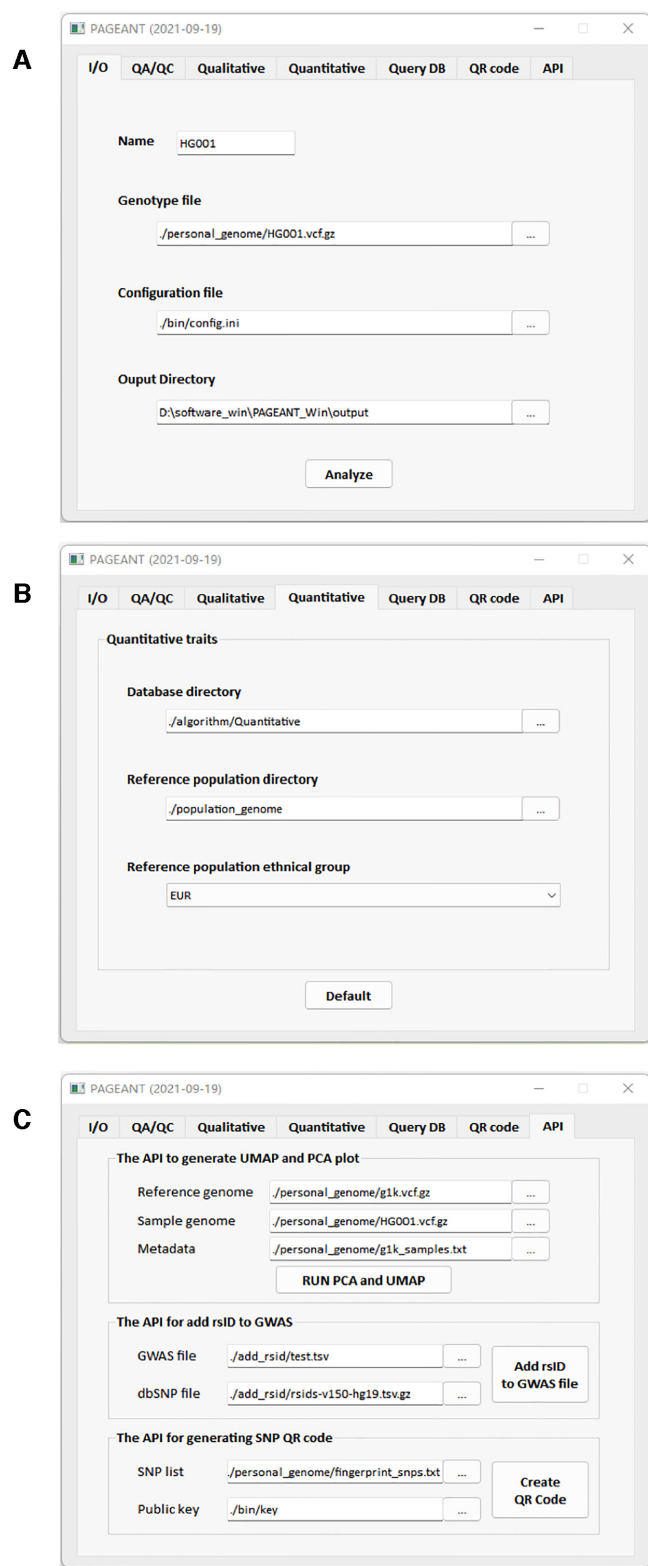 A
PAGEANT (2021-09-19)
I/O QA/QC Qualitative Quantitative Query DB QR code API
Name HG001
Genotype file
./personal_genome/HG001.vcf.gz ...
Configuration file
./bin/config.ini ...
Ouput Directory
D:\software_win\PAGEANT_Win\output ...
Analyze
B
PAGEANT (2021-09-19)
I/O QA/QC Qualitative Quantitative Query DB QR code API
Quantitative traits
Database directory
./algorithm/Quantitative ...
Reference population directory
./population_genome ...
Reference population ethnical group
EUR
Default
C
PAGEANT (2021-09-19)
I/O QA/QC Qualitative Quantitative Query DB QR code API
The API to generate UMAP and PCA plot
Reference genome ./personal_genome/g1k.vcf.gz ...
Sample genome ./personal_genome/HG001.vcf.gz ...
Metadata ./personal_genome/g1k_samples.txt ...
RUN PCA and UMAP
The API for add rsID to GWAS
GWAS file ./add_rsid/test.tsv ...
dbSNP file ./add_rsid/rsids-v150-hg19.tsv.gz ...
Add rsID
to GWAS file
The API for generating SNP QR code
SNP list ./personal_genome/fingerprint_snps.txt ...
Public key ./bin/key ...
Create
QR Code